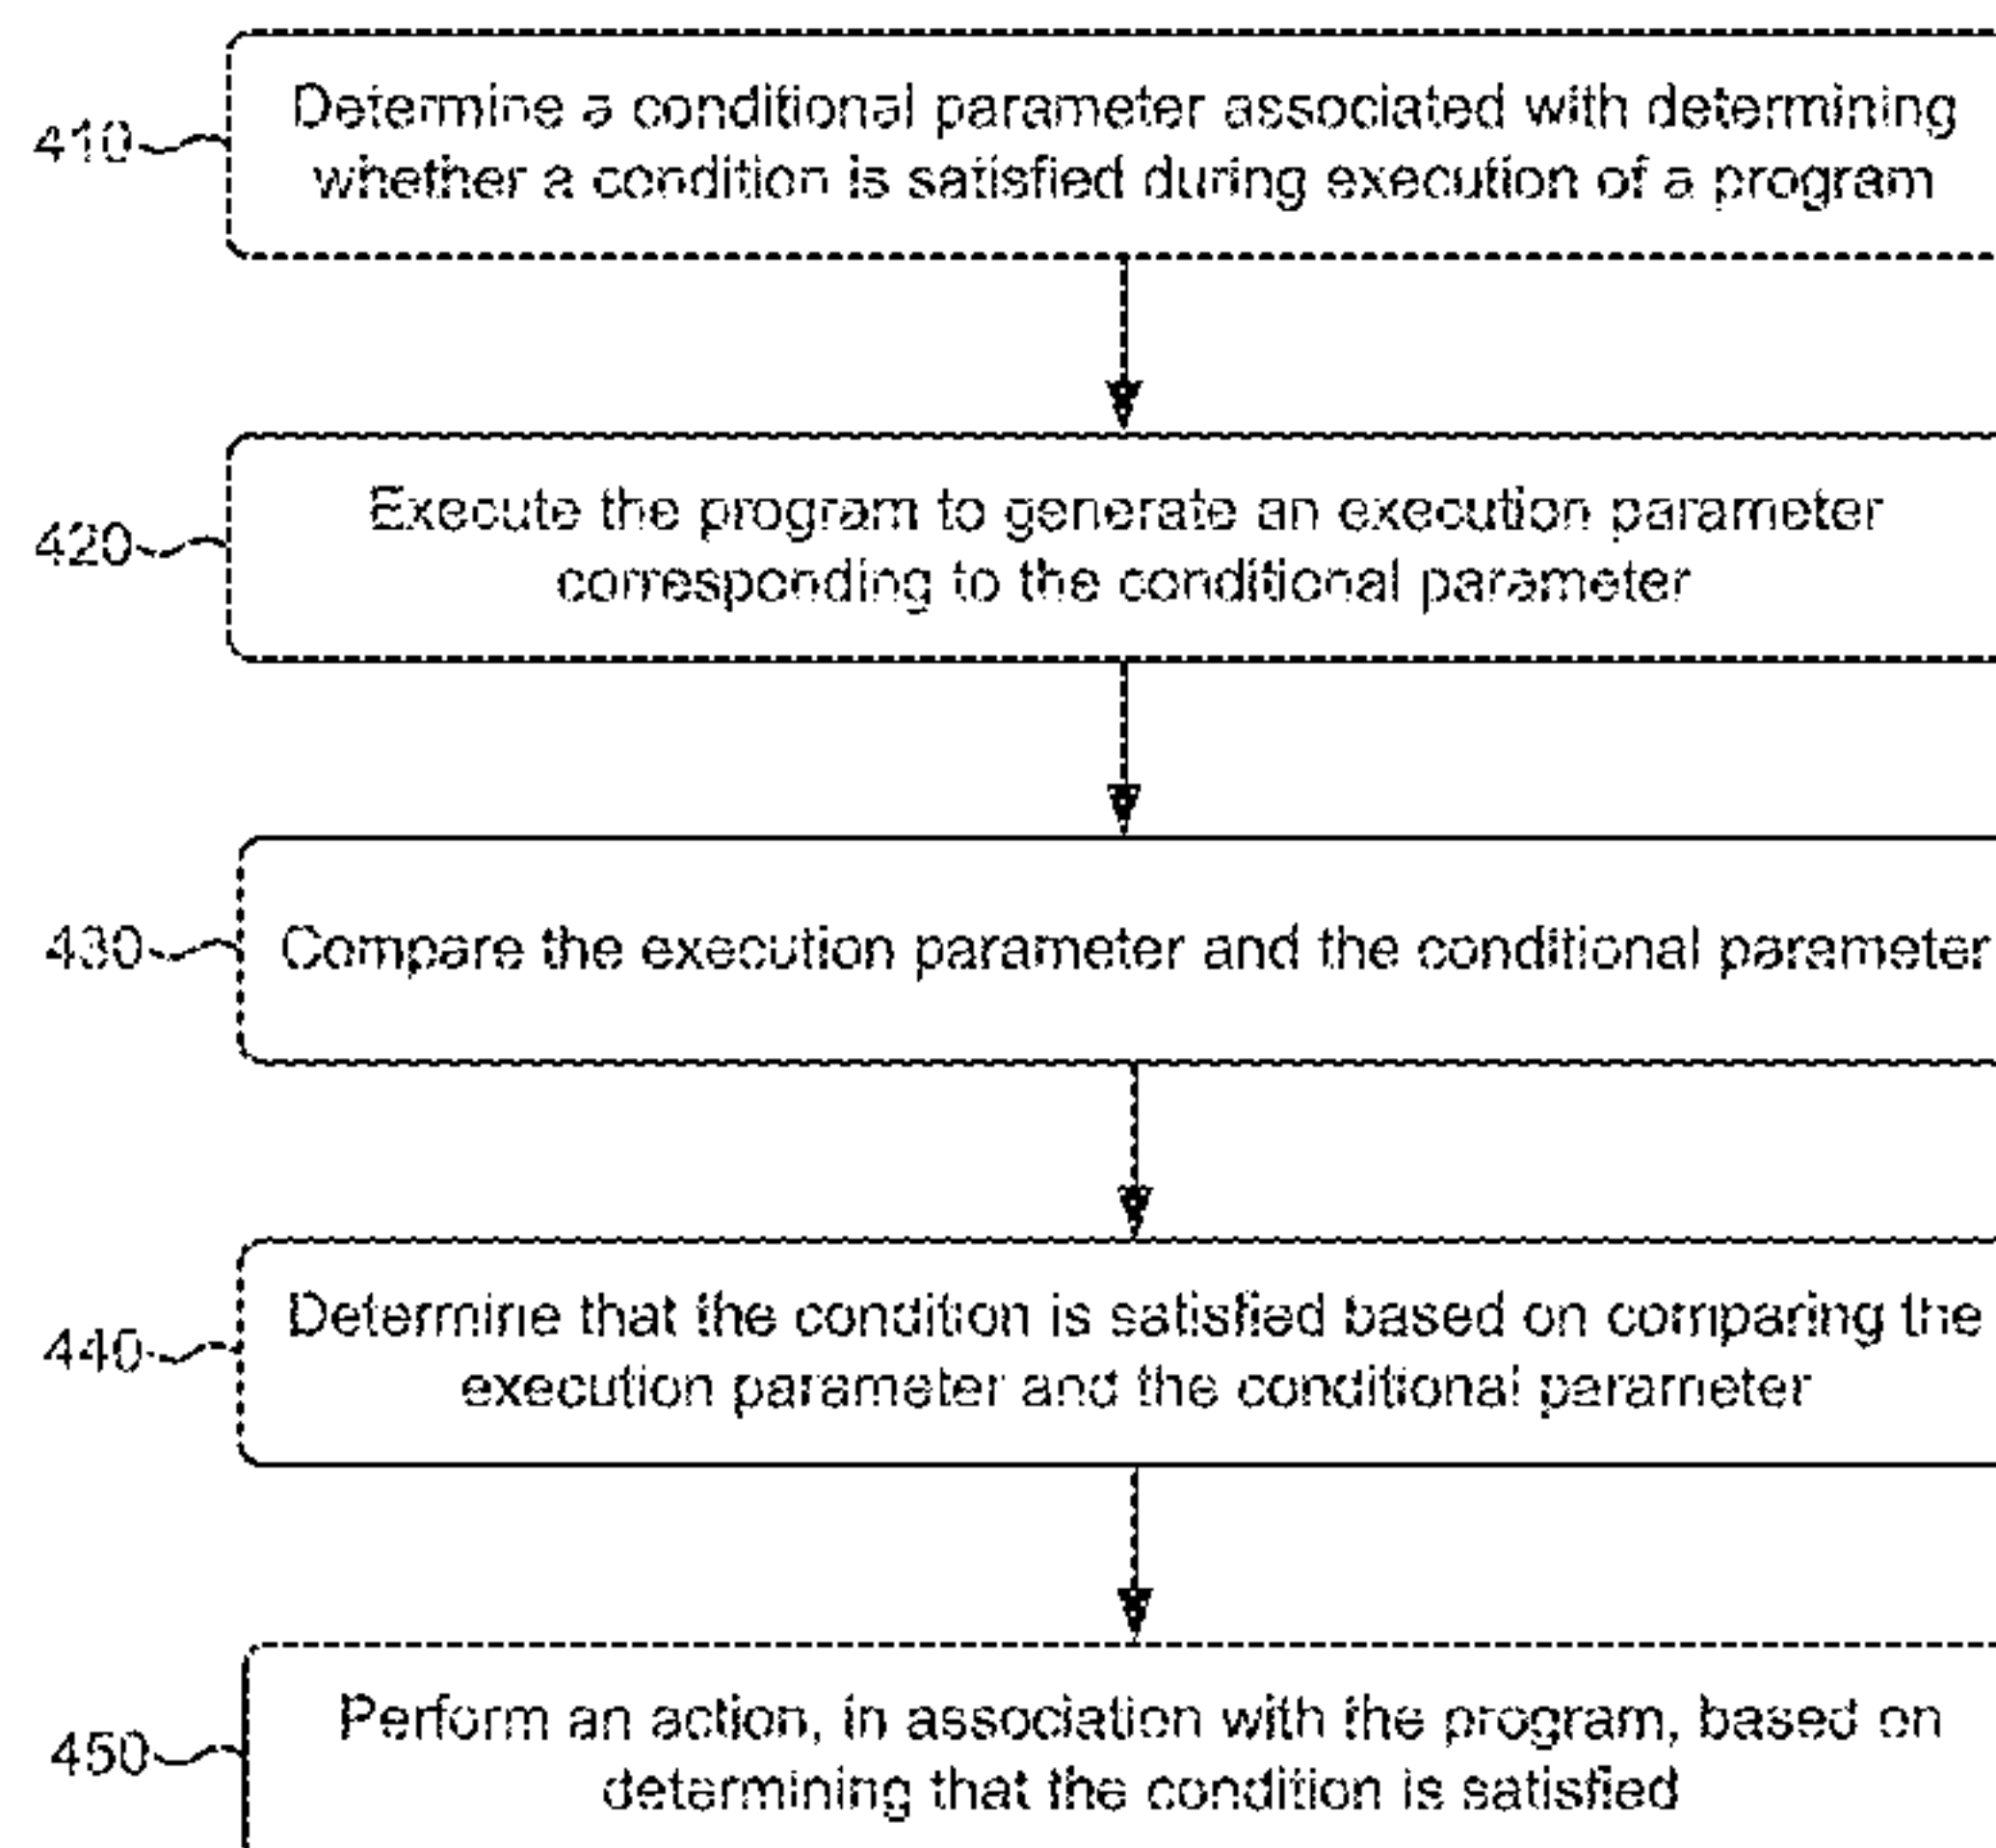 410
Determine a conditional parameter associated with determining
whether a condition is satisfied during execution of a program
420
Execute the program to generate an execution parameter
corresponding to the conditional parameter
430
Compare the execution parameter and the conditional parameter
440
Determine that the condition is satisfied based on comparing the
execution parameter and the conditional parameter
450
Perform an action, in association with the program, based on
determining that the condition is satisfied